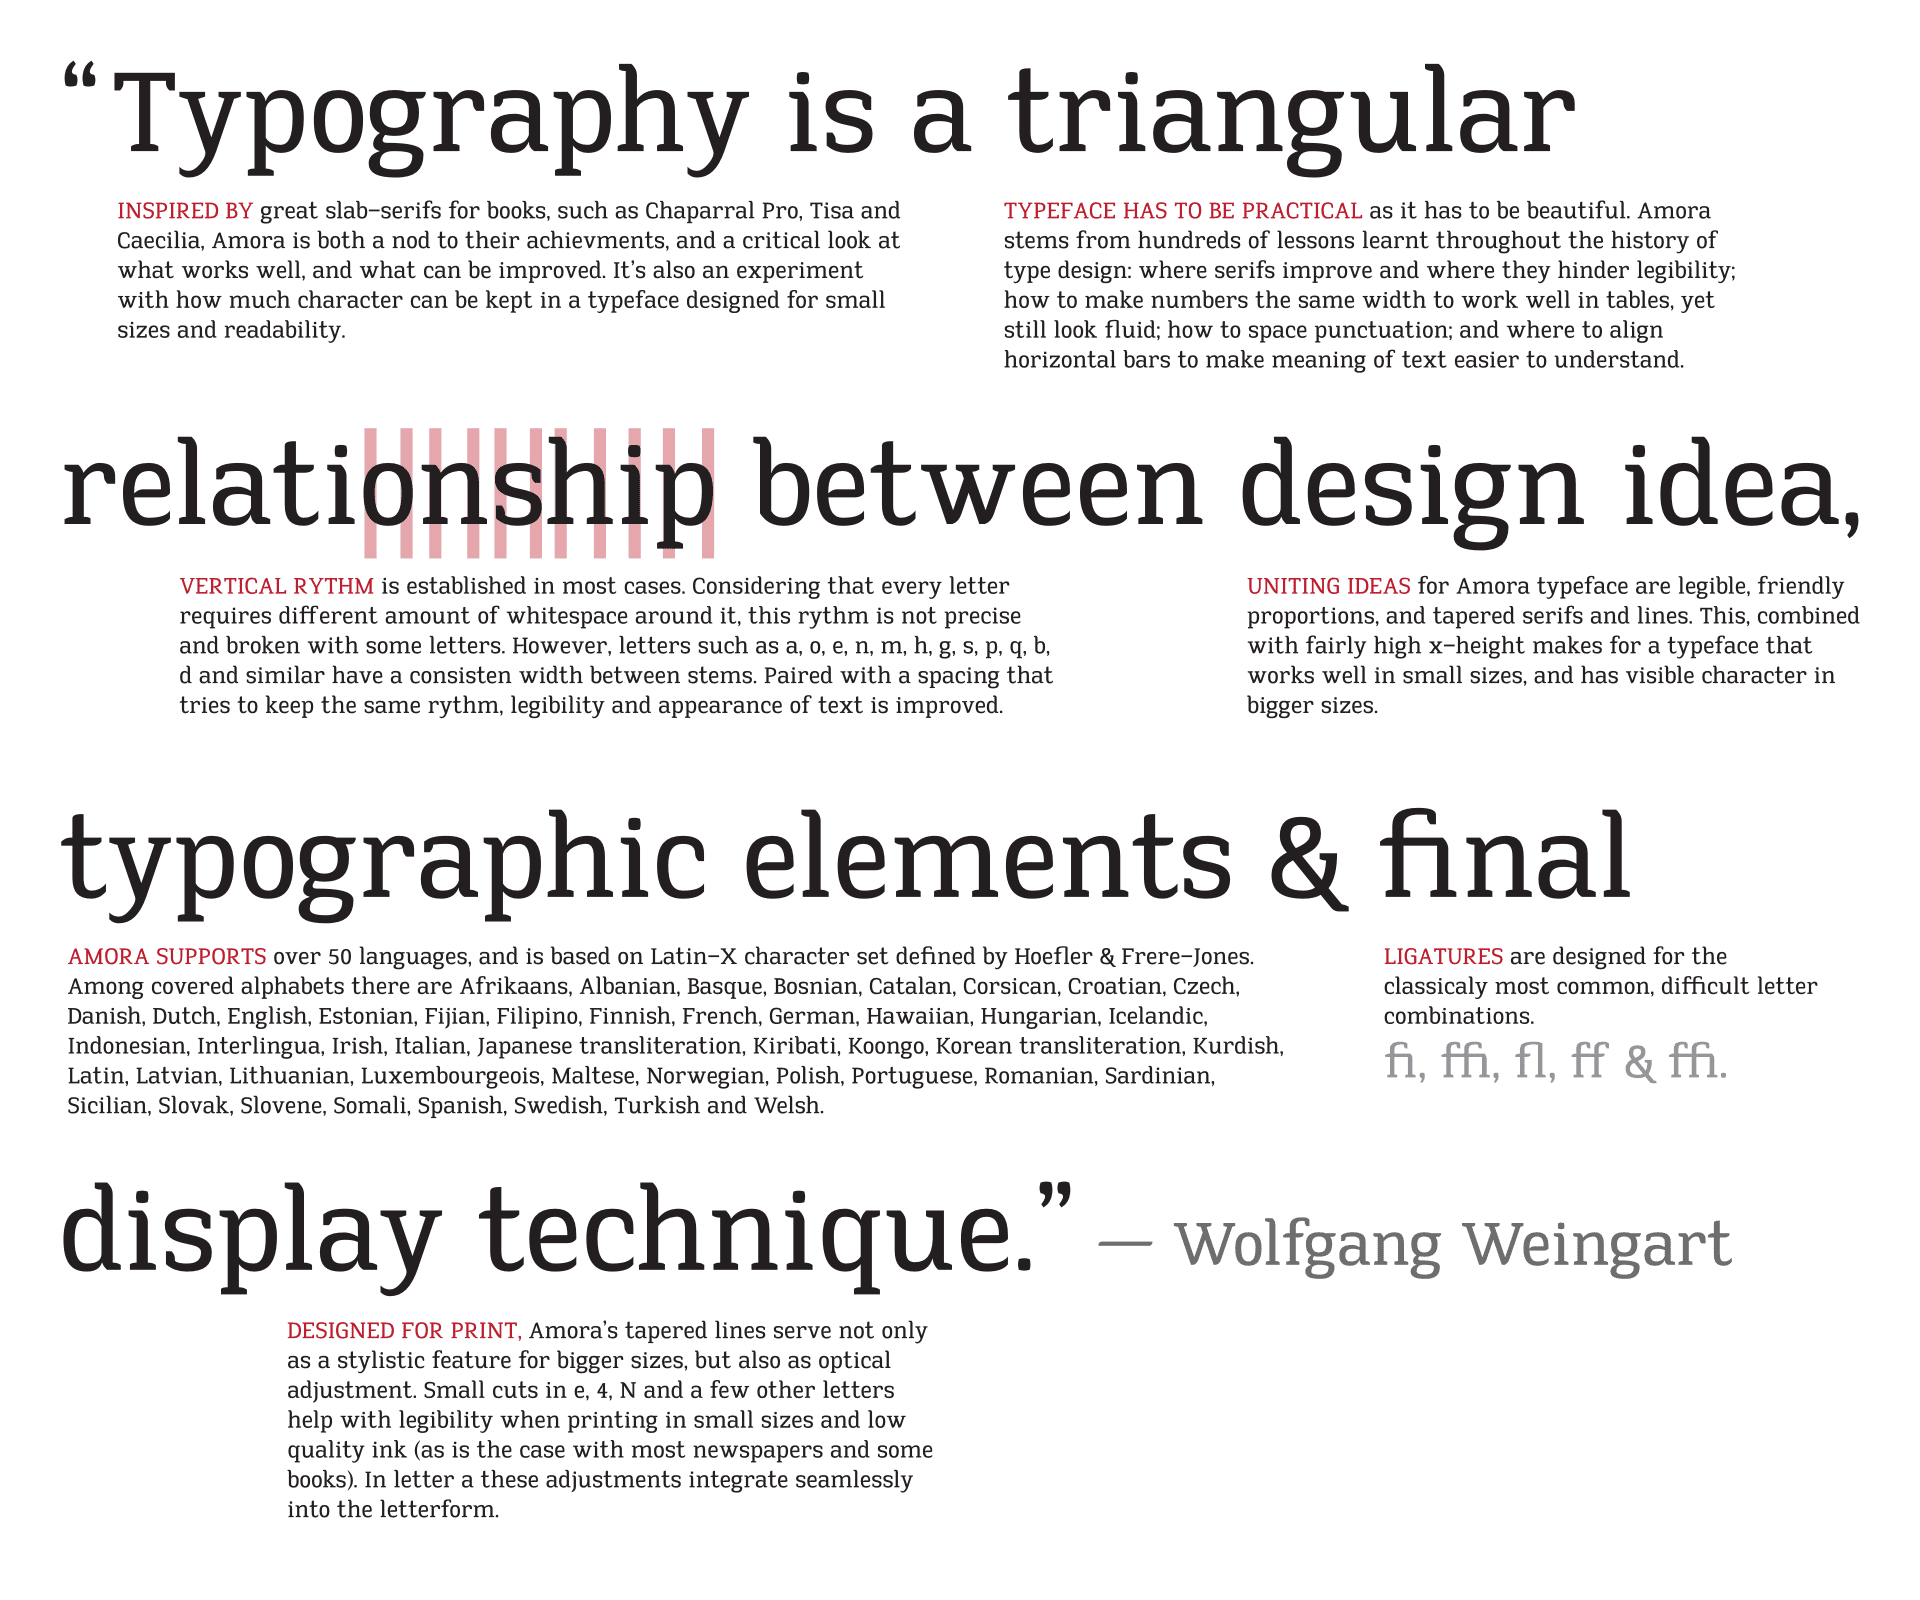 “Typography is a triangular
INSPIRED BY great slab–serifs for books, such as Chaparral Pro, Tisa and
Caecilia, Amora is both a nod to their achievments, and a critical look at
what works well, and what can be improved. It’s also an experiment
with how much character can be kept in a typeface designed for small
sizes and readability.
TYPEFACE HAS TO BE PRACTICAL as it has to be beautiful. Amora
stems from hundreds of lessons learnt throughout the history of
type design: where serifs improve and where they hinder legibility;
how to make numbers the same width to work well in tables, yet
still look fluid; how to space punctuation; and where to align
horizontal bars to make meaning of text easier to understand.
relationship between design idea,
VERTICAL RYTHM is established in most cases. Considering that every letter
requires different amount of whitespace around it, this rythm is not precise
and broken with some letters. However, letters such as a, o, e, n, m, h, g, s, p, q, b,
d and similar have a consisten width between stems. Paired with a spacing that
tries to keep the same rythm, legibility and appearance of text is improved.
UNITING IDEAS for Amora typeface are legible, friendly
proportions, and tapered serifs and lines. This, combined
with fairly high x–height makes for a typeface that
works well in small sizes, and has visible character in
bigger sizes.
typographic elements & final
AMORA SUPPORTS over 50 languages, and is based on Latin–X character set defined by Hoefler & Frere–Jones.
Among covered alphabets there are Afrikaans, Albanian, Basque, Bosnian, Catalan, Corsican, Croatian, Czech,
Danish, Dutch, English, Estonian, Fijian, Filipino, Finnish, French, German, Hawaiian, Hungarian, Icelandic,
Indonesian, Interlingua, Irish, Italian, Japanese transliteration, Kiribati, Koongo, Korean transliteration, Kurdish,
Latin, Latvian, Lithuanian, Luxembourgeois, Maltese, Norwegian, Polish, Portuguese, Romanian, Sardinian,
Sicilian, Slovak, Slovene, Somali, Spanish, Swedish, Turkish and Welsh.
LIGATURES are designed for the
classicaly most common, difficult letter
combinations.
fi, ffi, fl, ff & ffi.
display technique.” — Wolfgang Weingart
DESIGNED FOR PRINT, Amora’s tapered lines serve not only
as a stylistic feature for bigger sizes, but also as optical
adjustment. Small cuts in e, 4, N and a few other letters
help with legibility when printing in small sizes and low
quality ink (as is the case with most newspapers and some
books). In letter a these adjustments integrate seamlessly
into the letterform.